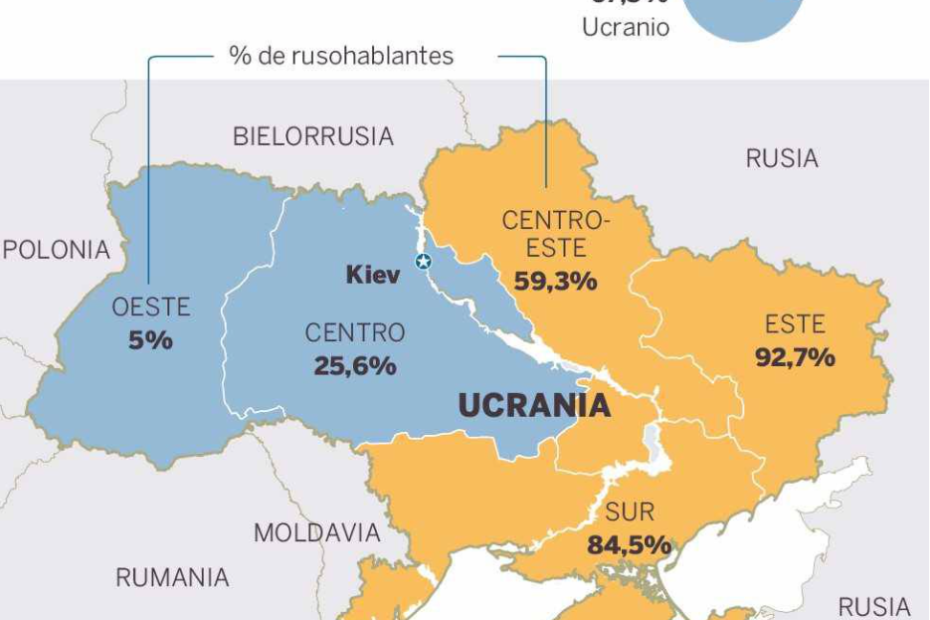 Ucranio
% de rusohablantes
BIELORRUSIA
RUSIA
POLONIA
CENTRO-
ESTE
59,3%
Kiev
OESTE
5%
CENTRO
25,6%
ESTE
92,7%
UCRANIA
SUR
84,5%
MOLDAVIA
RUMANIA
RUSIA